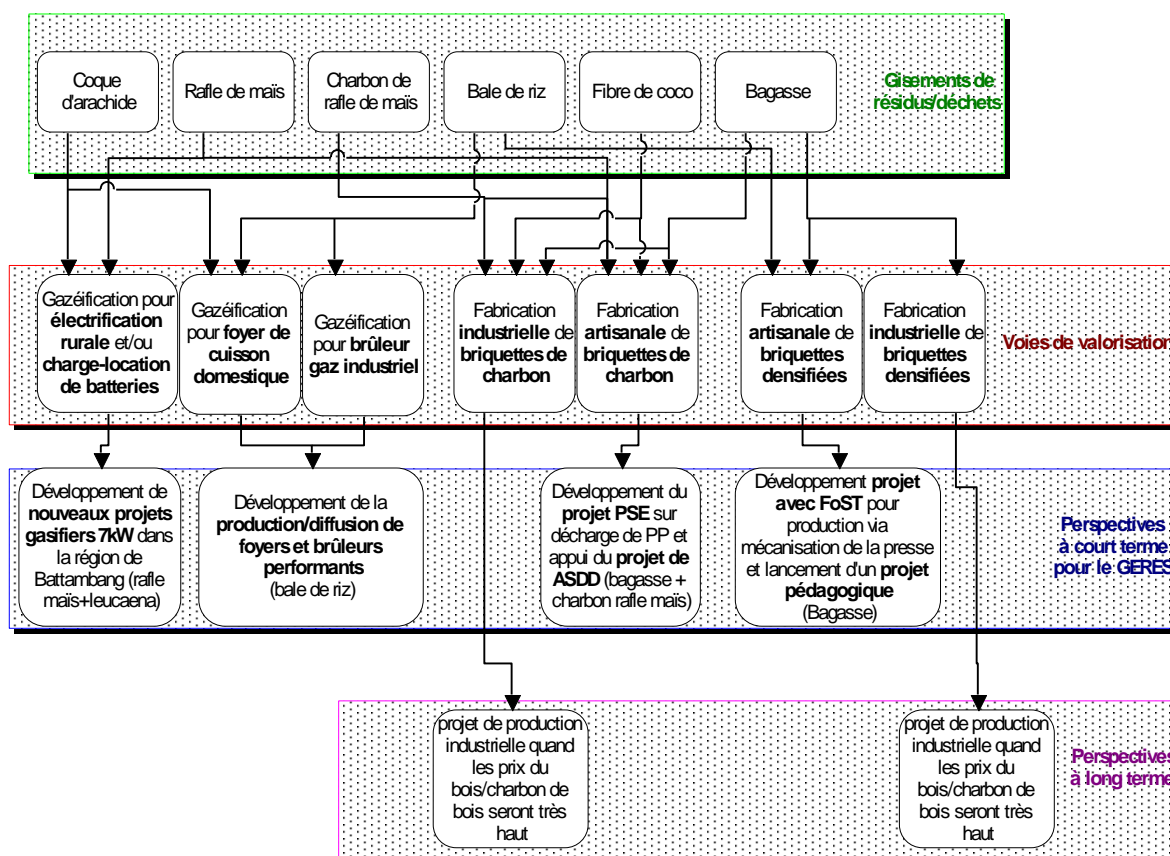 Coque
d'arachide
Rafle de maïs
Charbon de
rafle de maïs
Bale de riz
Fibre de coco
Bagasse
Gisements de
résidus/déchets
Gazéification pour
électrification
rurale et/ou
charge-location
de batteries
Gazéification
pour foyer de
cuisson
domestique
Gazéification
pour brûleur
gaz industriel
Fabrication
industrielle de
briquettes de
charbon
Fabrication
artisanale de
briquettes de
charbon
Fabrication
artisanale de
briquettes
densifiées
Fabrication
industrielle de
briquettes
densifiées
Voies de valorisation
Développement de
nouveaux projets
gasifiers 7kW dans
la région de
Battambang (rafle
maïs+leucaena)
Développement de la
production/diffusion de
foyers et brûleurs
performants
(bale de riz)
Développement du
projet PSE sur
décharge de PP et
appui du projet de
ASDD (bagasse +
charbon rafle maïs)
Développement projet
avec FoST pour
production via
mécanisation de la presse
et lancement d'un projet
pédagogique
(Bagasse)
Perspectives
à court terme
pour le GERES
projet de production
industrielle quand
les prix du
bois/charbon de
bois seront très
haut
projet de production
industrielle quand
les prix du
bois/charbon de
bois seront très
haut
Perspectives
à long terme